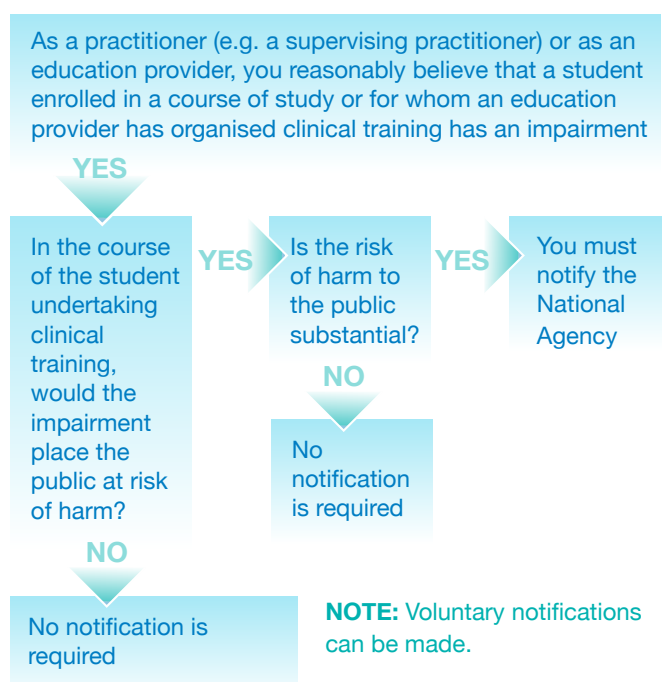 As a practitioner (e.g. a supervising practitioner) or as an
education provider, you reasonably believe that a student
enrolled in a course of study or for whom an education
provider has organised clinical training has an impairment
YES
In the course
of the student
undertaking
clinical
training,
would the
impairment
place the
public at risk
of harm?
YES
Is the risk
of harm to
the public
substantial?
YES
You must
notify the
National
Agency
NO
No
notification
is required
NO
No notification is
required
NOTE: Voluntary notifications
can be made.